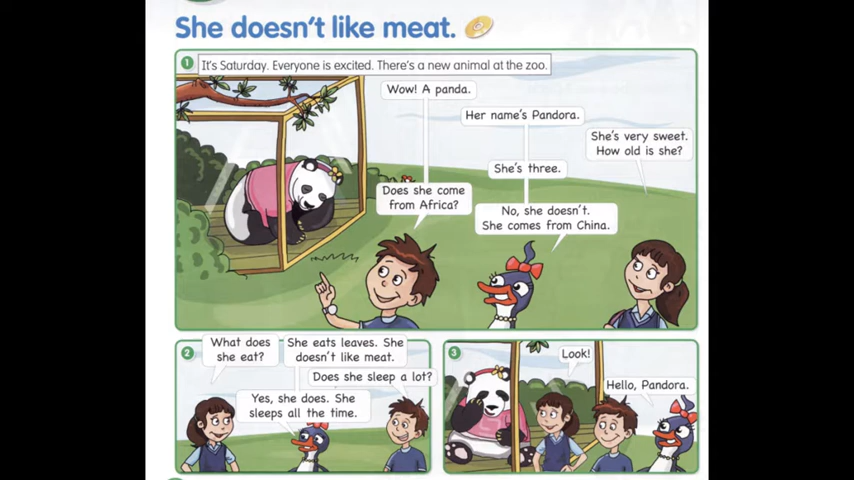 She doesn't like meat.
1 It's Saturday. Everyone is excited. There's a new animal at the zoo.
Wow! A panda.
Her name's Pandora.
She's very sweet.
How old is she?
She's three.
Does she come
from Africa?
No, she doesn't.
She comes from China.
2
What does
she eat?
She eats leaves. She
doesn't like meat.
Does she sleep a lot?
Yes, she does. She
sleeps all the time.
3
Look!
Hello, Pandora.